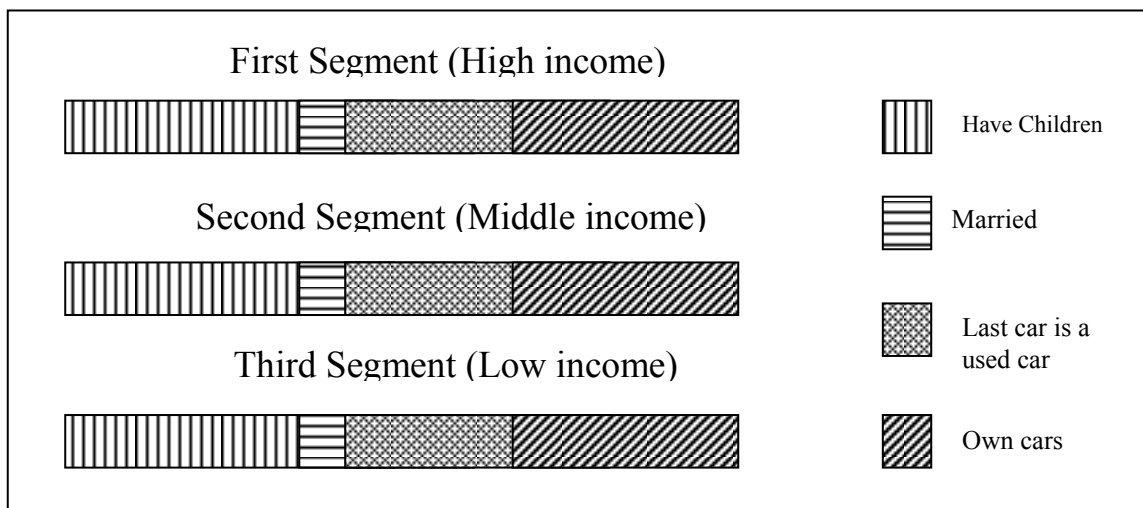 First Segment (High income)
Have Children
Second Segment (Middle income)
Married
Last car is a
used car
Third Segment (Low income)
Own cars